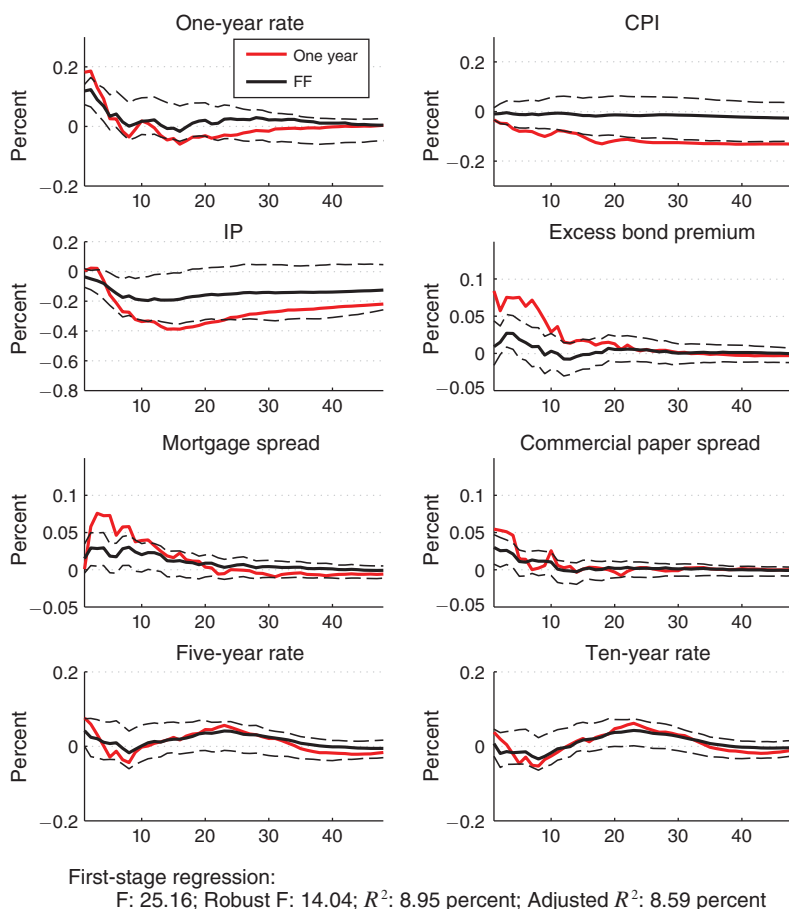 One-year rate
Percent
0.2
0
−0.2
10 20 30 40
One year
FF
CPI
Percent
0.2
0
−0.2
10 20 30 40
IP
Percent
0.2
0
−0.2
−0.4
−0.6
−0.8
10 20 30 40
Excess bond premium
Percent
0.1
0.05
0
−0.05
10 20 30 40
Mortgage spread
Percent
0.1
0.05
0
−0.05
10 20 30 40
Commercial paper spread
Percent
0.1
0.05
0
−0.05
10 20 30 40
Five-year rate
Percent
0.2
0
−0.2
10 20 30 40
Ten-year rate
Percent
0.2
0
−0.2
10 20 30 40
First-stage regression:
F: 25.16; Robust F: 14.04; R²: 8.95 percent; Adjusted R²: 8.59 percent